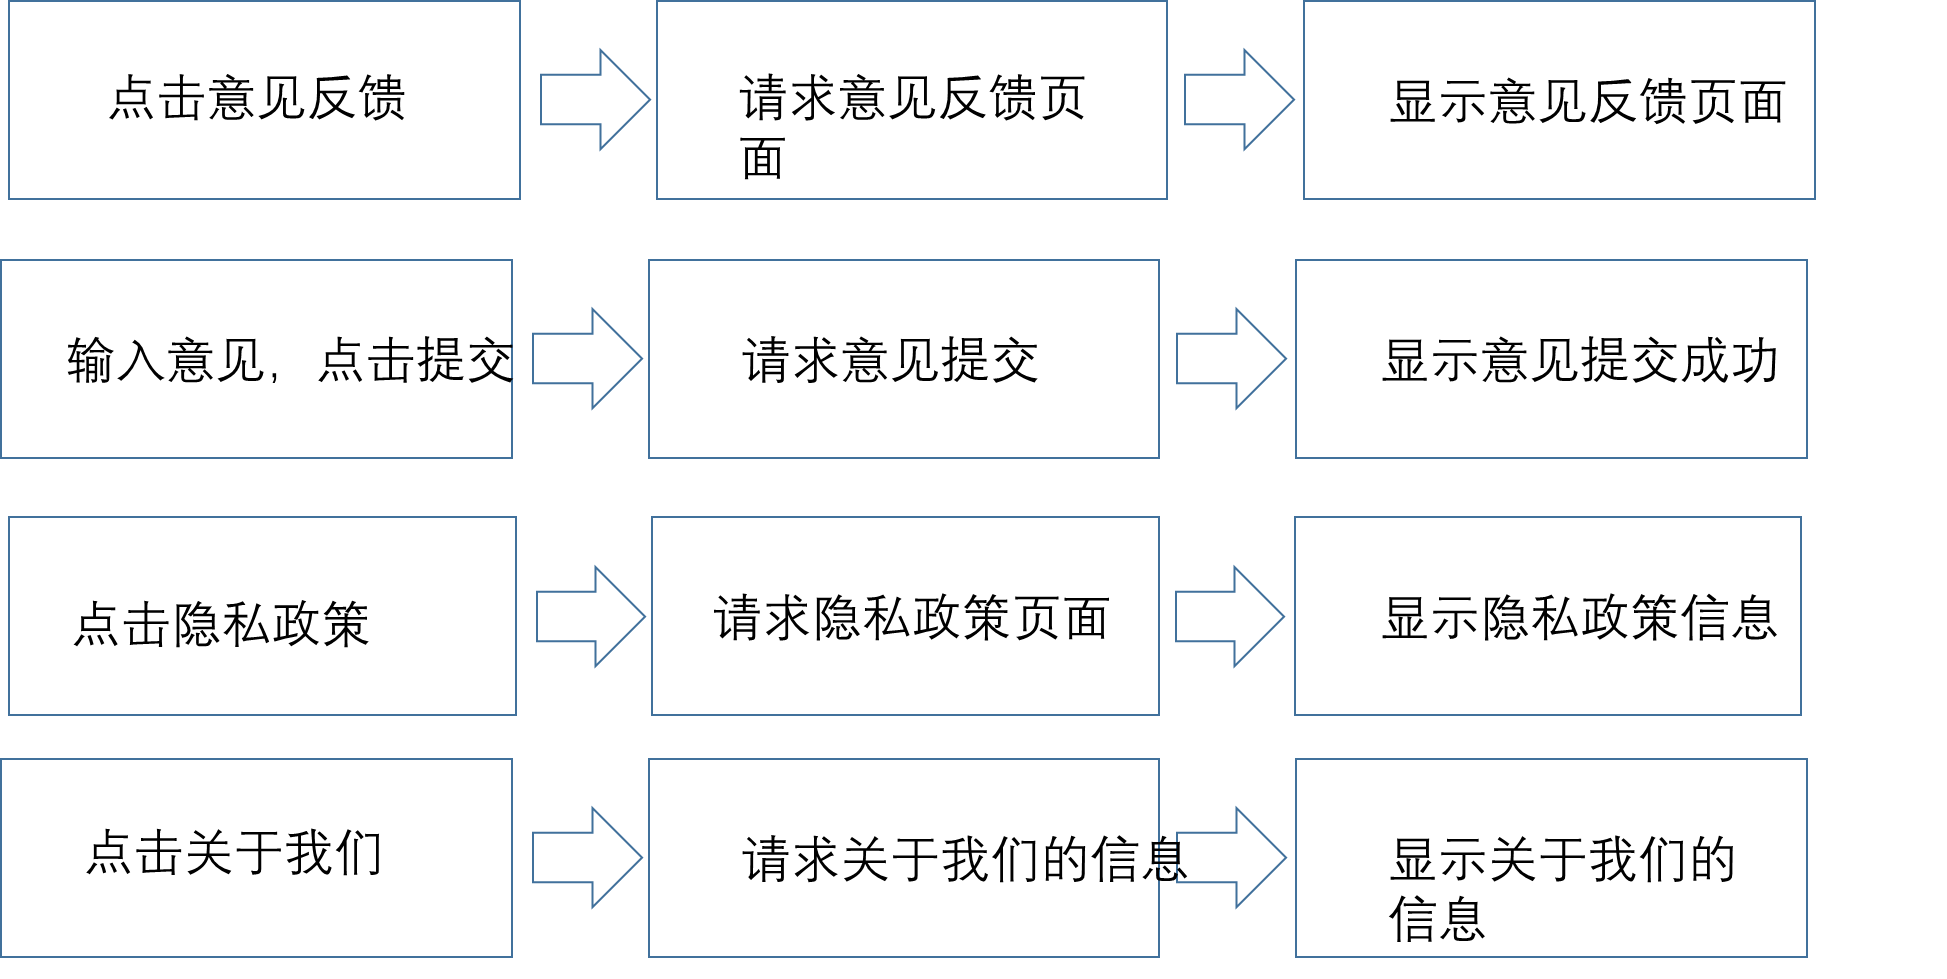 点击意见反馈
请求意见反馈页
面
显示意见反馈页面
输入意见，点击提交
请求意见提交
显示意见提交成功
点击隐私政策
请求隐私政策页面
显示隐私政策信息
点击关于我们
请求关于我们的信息
显示关于我们的
信息